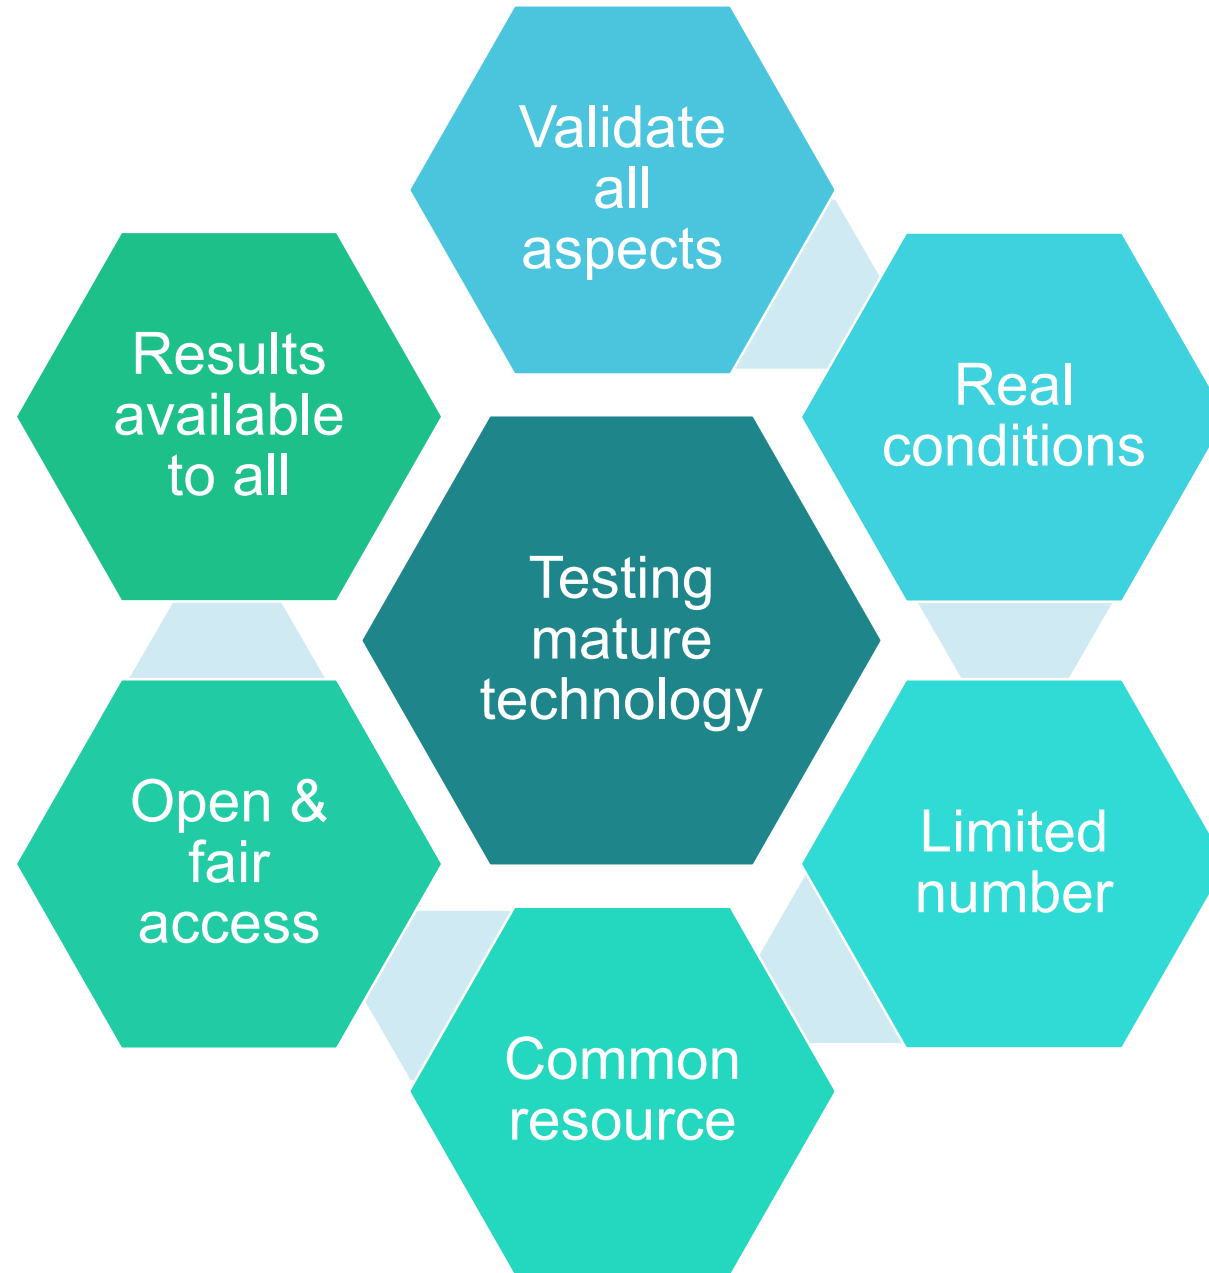 Validate
all
aspects
Real
conditions
Limited
number
Common
resource
Open &
fair
access
Results
available
to all
Testing
mature
technology